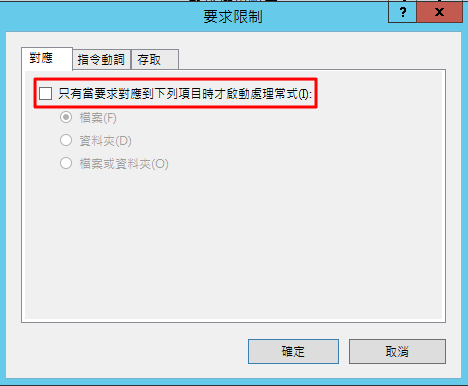 要求限制
?
x
對應
指令動詞
存取
只有當要求對應到下列項目時才啟動處理常式(I):
檔案(F)
資料夾(D)
檔案或資料夾(O)
確定
取消